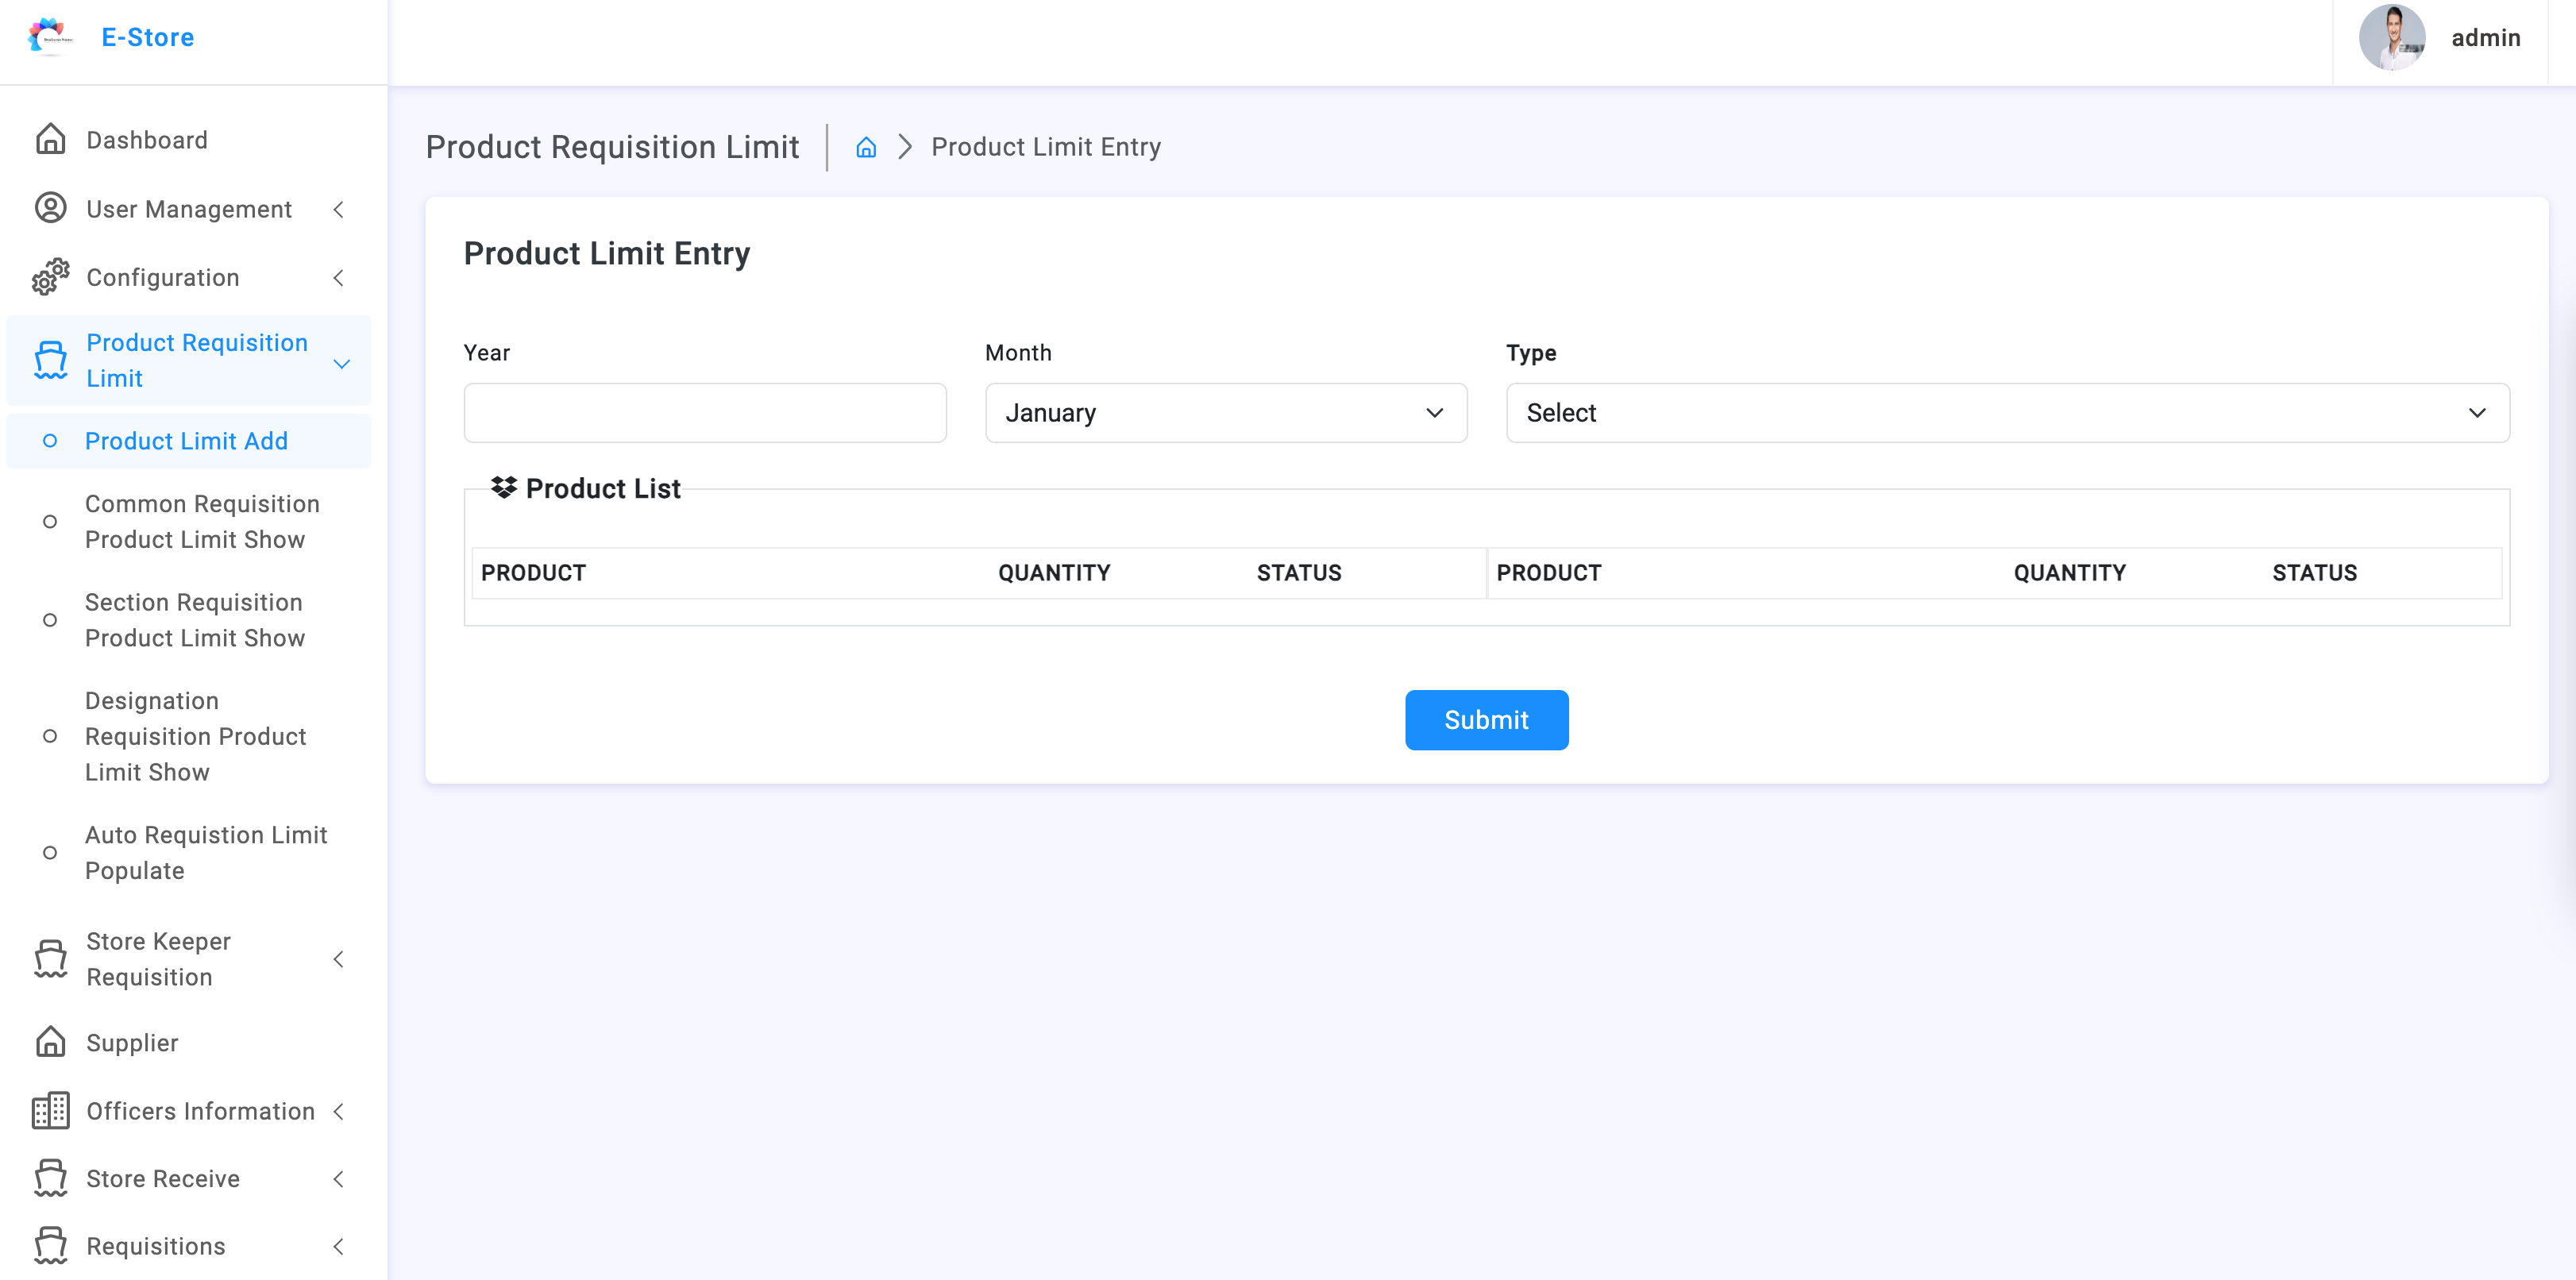 E-Store
admin
Dashboard
User Management
Configuration
Product Requisition
Limit
Product Limit Add
Common Requisition
Product Limit Show
Section Requisition
Product Limit Show
Designation
Requisition Product
Limit Show
Auto Requistion Limit
Populate
Store Keeper
Requisition
Supplier
Officers Information
Store Receive
Requisitions
Product Requisition Limit
Product Limit Entry
Product Limit Entry
Year Month Type
January Select
Product List
PRODUCT QUANTITY STATUS PRODUCT QUANTITY STATUS
Submit